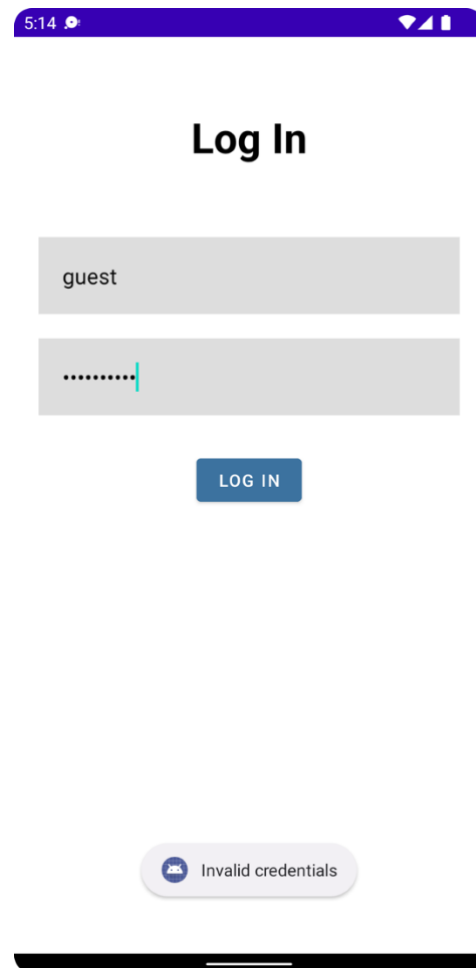 5:14
Log In
guest
••••••••••
LOG IN
Invalid credentials